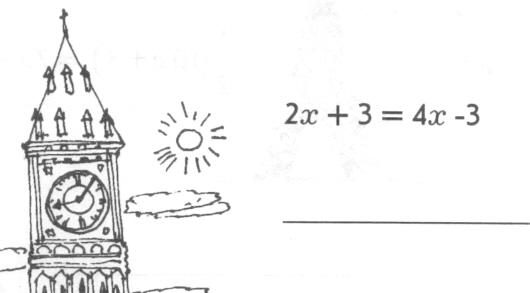 2x + 3 = 4x -3